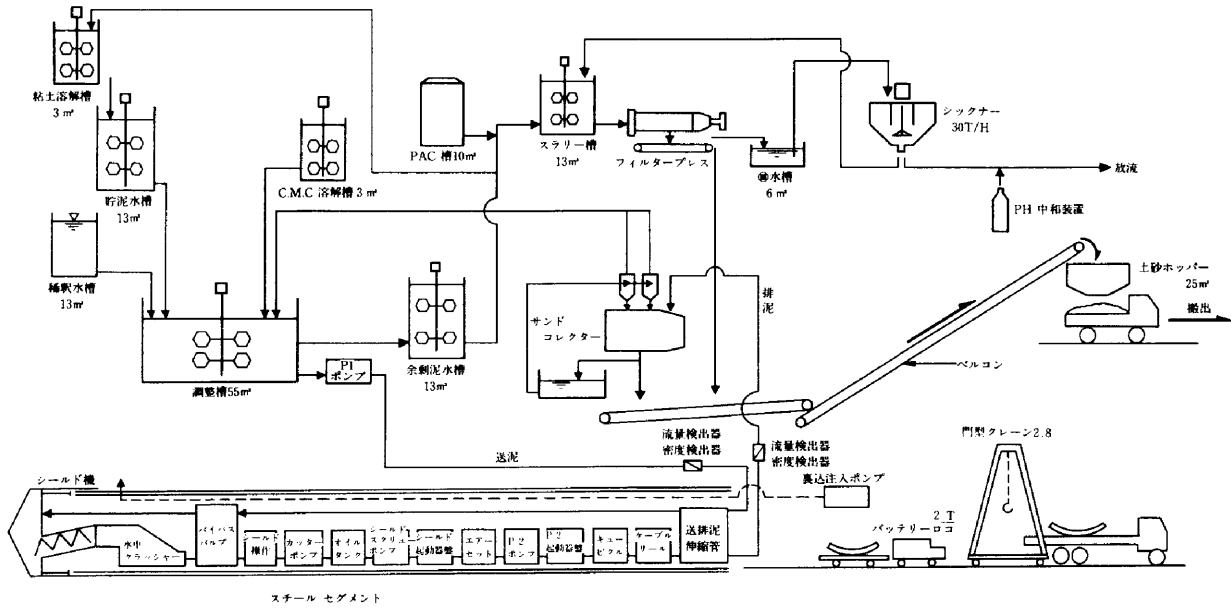 粘土溶解槽
3㎥
貯泥水槽
13㎥
稀釈水槽
13㎥
調整槽55㎥
C.M.C 溶解槽 3㎥
PAC 槽10㎥
スラリー槽
13㎥
フィルタープレス
水槽
6㎥
シックナー
30T/H
放流
PH 中和装置
土砂ホッパー
25㎥
搬出
ベルコン
排泥
サンド
コレクター
余剰泥水槽
13㎥
P1
ポンプ
流量検出器
密度検出器
流量検出器
密度検出器
送泥
門型クレーン2.8
裏込注入ポンプ
バッテリーロコ
2T
シールド機
水中
クラッシャー
バイパス
バルブ
シールド
操作
カッター
ポンプ
オイル
タンク
シールド
スクリュー
ポンプ
シールド
起動器盤
エアー
セット
P-2
ポンプ
P-2
起動器盤
キュー
ビクル
ケーブル
リール
送排泥
伸縮管
スチール セグメント